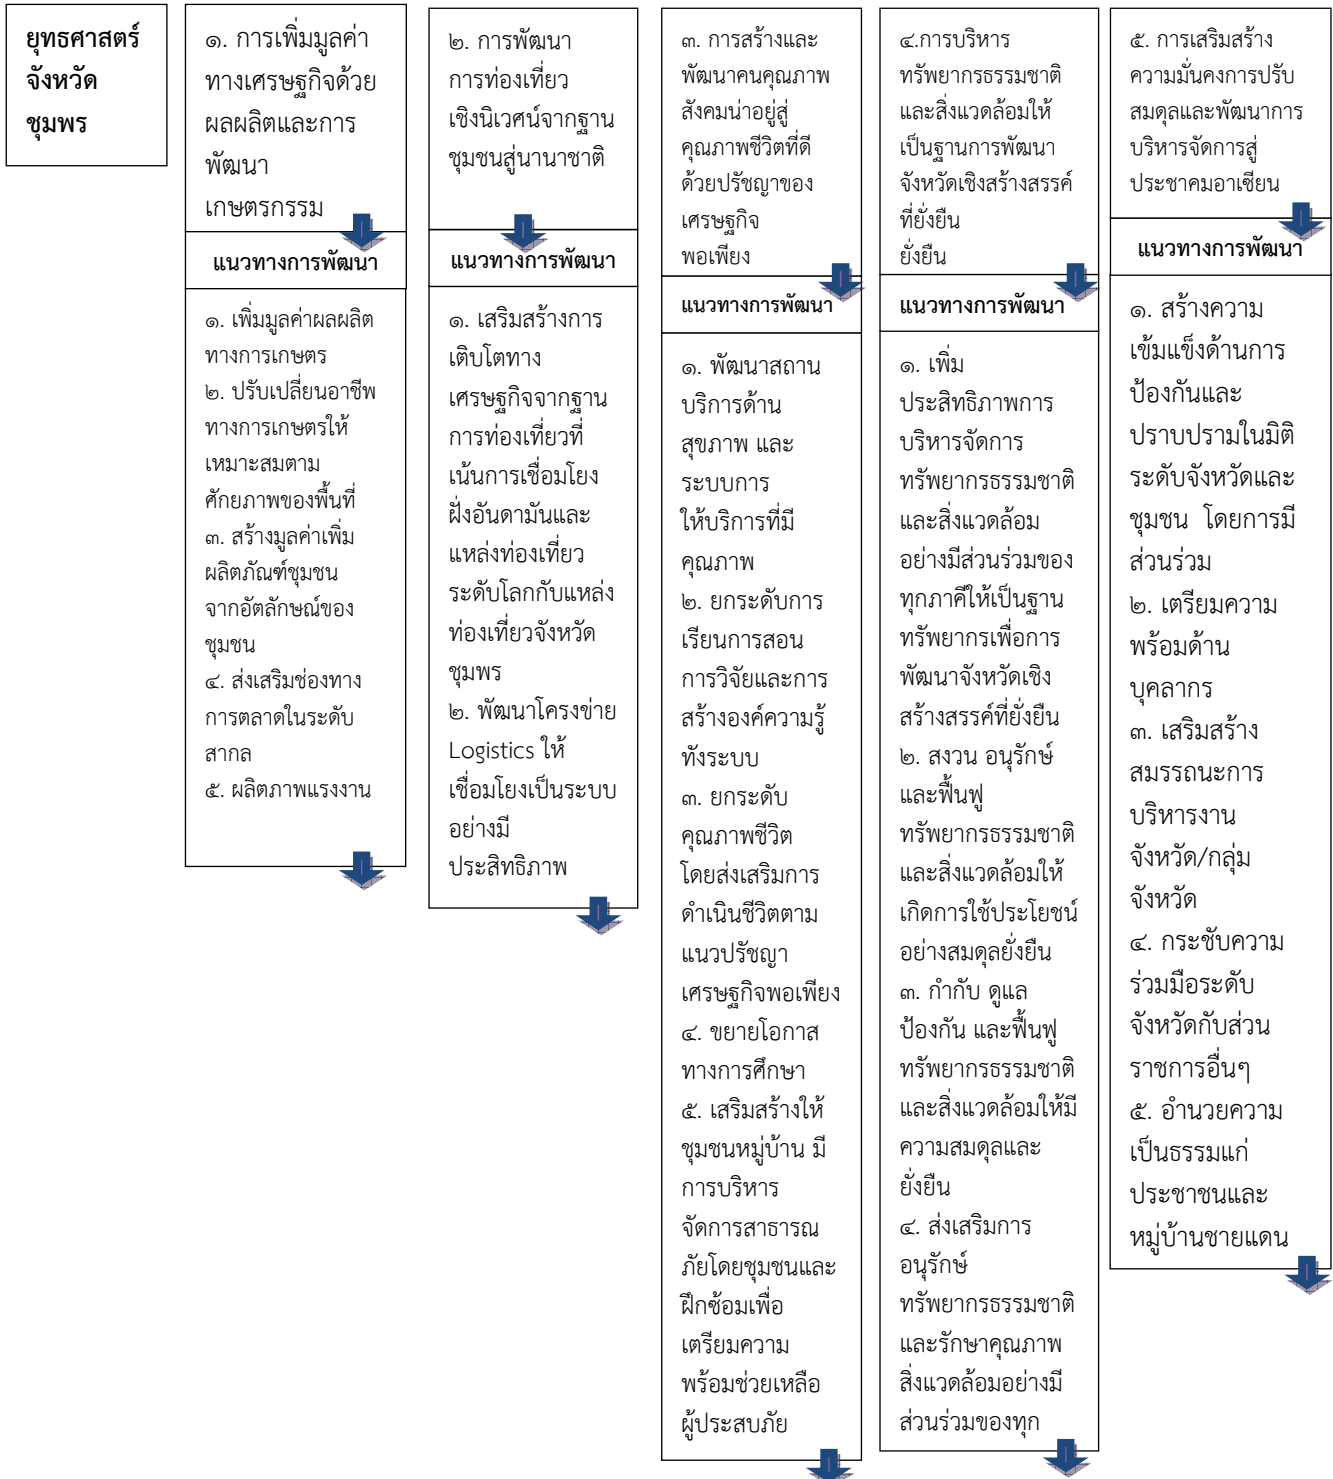 ยุทธศาสตร์
จังหวัด
ชุมพร
๑. การเพิ่มมูลค่า
ทางเศรษฐกิจด้วย
ผลผลิตและการ
พัฒนา
เกษตรกรรม
แนวทางการพัฒนา
๑. เพิ่มมูลค่าผลผลิต
ทางการเกษตร
๒. ปรับเปลี่ยนอาชีพ
ทางการเกษตรให้
เหมาะสมตาม
ศักยภาพของพื้นที่
๓. สร้างมูลค่าเพิ่ม
ผลิตภัณฑ์ชุมชน
จากอัตลักษณ์ของ
ชุมชน
๔. ส่งเสริมช่องทาง
การตลาดในระดับ
สากล
๕. ผลิตภาพแรงงาน
๒. การพัฒนา
การท่องเที่ยว
เชิงนิเวศน์จากฐาน
ชุมชนสู่นานาชาติ
แนวทางการพัฒนา
๑. เสริมสร้างการ
เติบโตทาง
เศรษฐกิจจากฐาน
การท่องเที่ยวที่
เน้นการเชื่อมโยง
ฝั่งอันดามันและ
แหล่งท่องเที่ยว
ระดับโลกกับแหล่ง
ท่องเที่ยวจังหวัด
ชุมพร
๒. พัฒนาโครงข่าย
Logistics ให้
เชื่อมโยงเป็นระบบ
อย่างมี
ประสิทธิภาพ
๓. การสร้างและ
พัฒนาคนคุณภาพ
สังคมน่าอยู่สู่
คุณภาพชีวิตที่ดี
ด้วยปรัชญาของ
เศรษฐกิจ
พอเพียง
แนวทางการพัฒนา
๑. พัฒนาสถาน
บริการด้าน
สุขภาพ และ
ระบบการ
ให้บริการที่มี
คุณภาพ
๒. ยกระดับการ
เรียนการสอน
การวิจัยและการ
สร้างองค์ความรู้
ทังระบบ
๓. ยกระดับ
คุณภาพชีวิต
โดยส่งเสริมการ
ดำเนินชีวิตตาม
แนวปรัชญา
เศรษฐกิจพอเพียง
๔. ขยายโอกาส
ทางการศึกษา
๕. เสริมสร้างให้
ชุมชนหมู่บ้าน มี
การบริหาร
จัดการสาธารณ
ภัยโดยชุมชนและ
ฝึกซ้อมเพื่อ
เตรียมความ
พร้อมช่วยเหลือ
ผู้ประสบภัย
๔.การบริหาร
ทรัพยากรธรรมชาติ
และสิ่งแวดล้อมให้
เป็นฐานการพัฒนา
จังหวัดเชิงสร้างสรรค์
ที่ยั่งยืน
ยั่งยืน
แนวทางการพัฒนา
๑. เพิ่ม
ประสิทธิภาพการ
บริหารจัดการ
ทรัพยากรธรรมชาติ
และสิ่งแวดล้อม
อย่างมีส่วนร่วมของ
ทุกภาคีให้เป็นฐาน
ทรัพยากรเพื่อการ
พัฒนาจังหวัดเชิง
สร้างสรรค์ที่ยั่งยืน
๒. สงวน อนุรักษ์
และฟื้นฟู
ทรัพยากรธรรมชาติ
และสิ่งแวดล้อมให้
เกิดการใช้ประโยชน์
อย่างสมดุลยั่งยืน
๓. กำกับ ดูแล
ป้องกัน และฟื้นฟู
ทรัพยากรธรรมชาติ
และสิ่งแวดล้อมให้มี
ความสมดุลและ
ยั่งยืน
๔. ส่งเสริมการ
อนุรักษ์
ทรัพยากรธรรมชาติ
และรักษาคุณภาพ
สิ่งแวดล้อมอย่างมี
ส่วนร่วมของทุก
๕. การเสริมสร้าง
ความมั่นคงการปรับ
สมดุลและพัฒนาการ
บริหารจัดการสู่
ประชาคมอาเซียน
แนวทางการพัฒนา
๑. สร้างความ
เข้มแข็งด้านการ
ป้องกันและ
ปราบปรามในมิติ
ระดับจังหวัดและ
ชุมชน โดยการมี
ส่วนร่วม
๒. เตรียมความ
พร้อมด้าน
บุคลากร
๓. เสริมสร้าง
สมรรถนะการ
บริหารงาน
จังหวัด/กลุ่ม
จังหวัด
๔. กระชับความ
ร่วมมือระดับ
จังหวัดกับส่วน
ราชการอื่นๆ
๕. อำนวยความ
เป็นธรรมแก่
ประชาชนและ
หมู่บ้านชายแดน